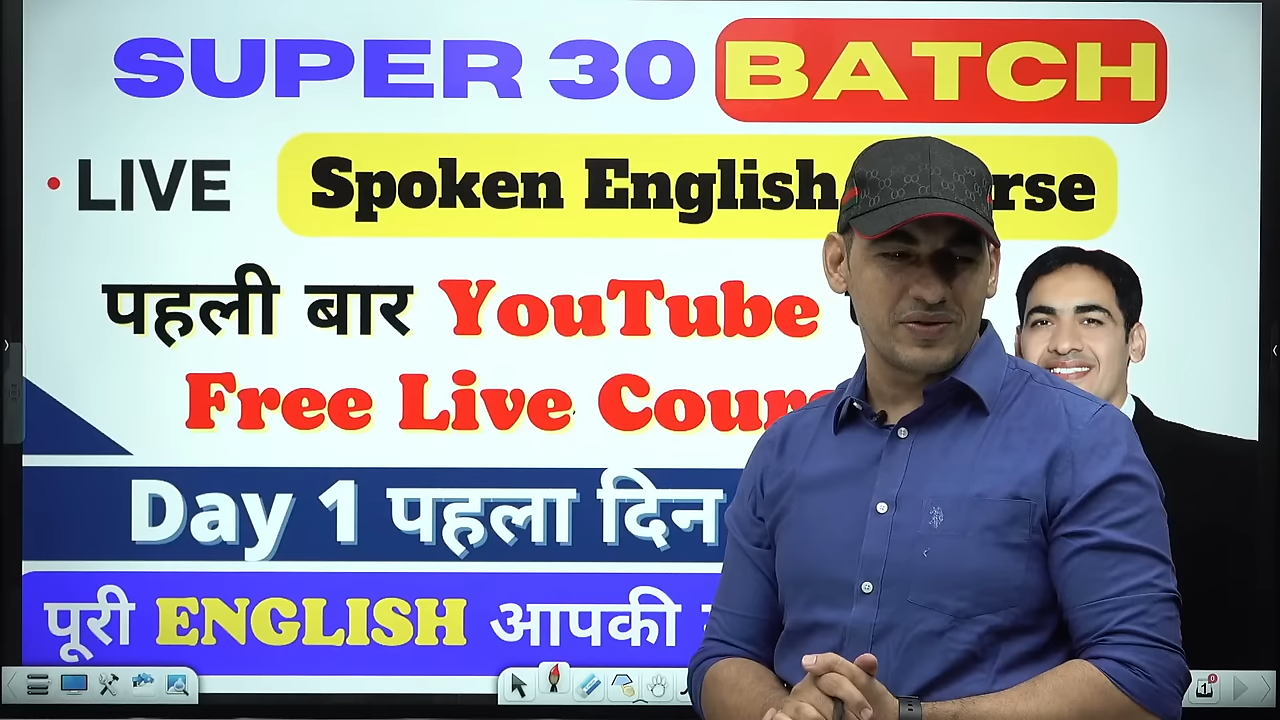 SUPER 30 BATCH
• LIVE Spoken English
पहली बार YouTube
Free Live
Day 1 पहला दिन
पूरी ENGLISH आपकी